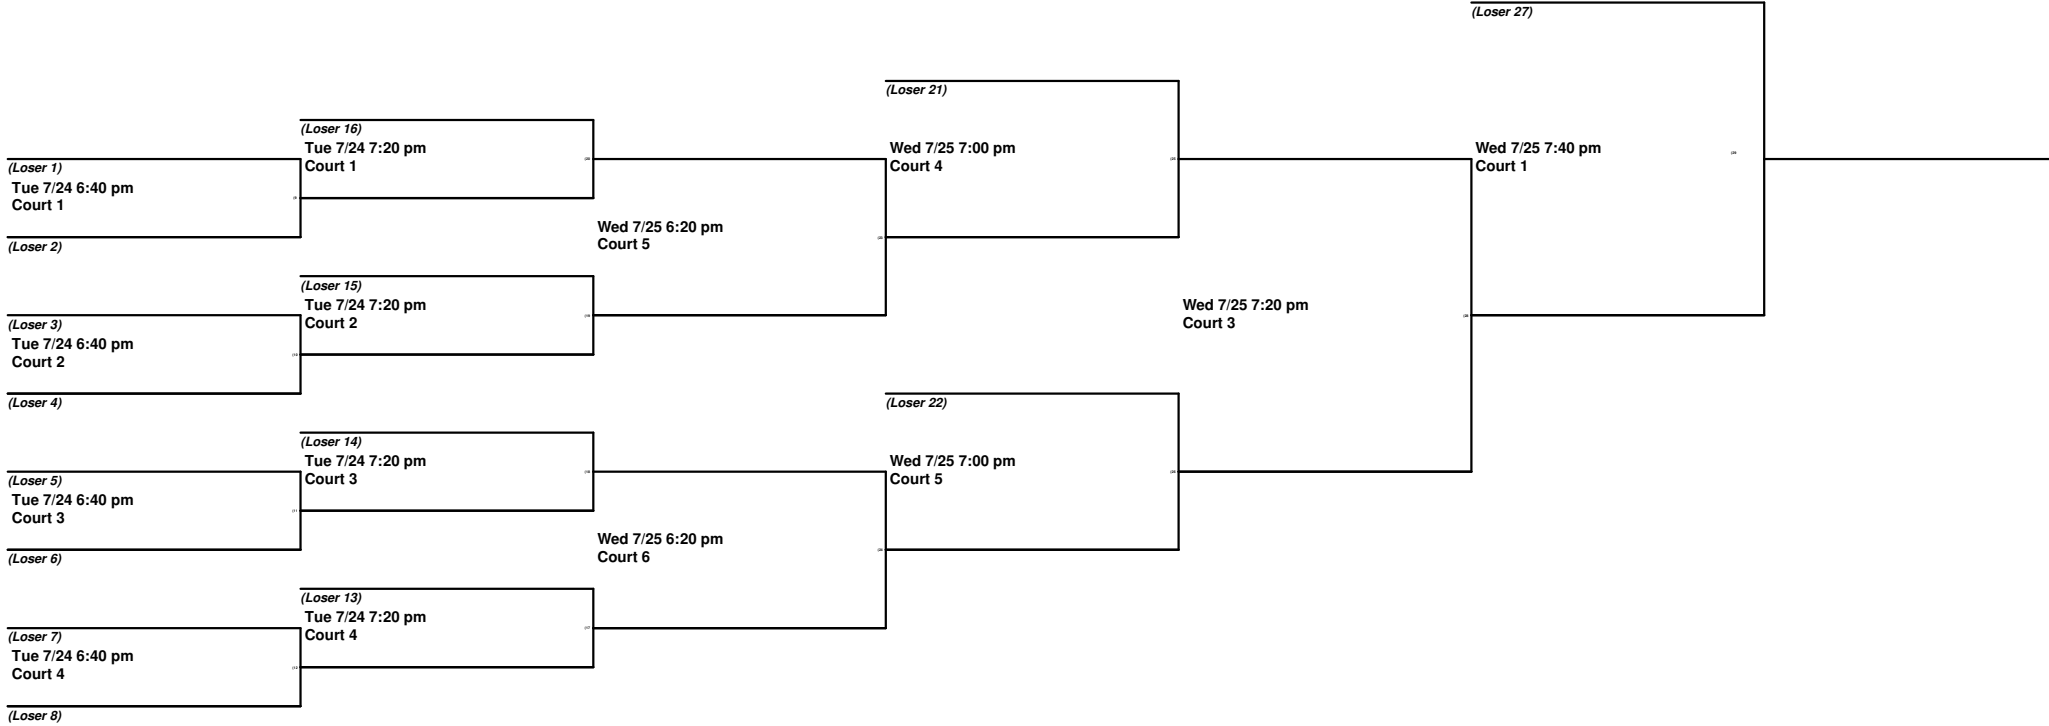 (Loser 27)
(Loser 21)
(Loser 16)
Tue 7/24 7:20 pm
Court 1
Wed 7/25 7:00 pm
Court 4
Wed 7/25 7:40 pm
Court 1
(Loser 1)
Tue 7/24 6:40 pm
Court 1
Wed 7/25 6:20 pm
Court 5
(Loser 2)
(Loser 15)
Tue 7/24 7:20 pm
Court 2
Wed 7/25 7:20 pm
Court 3
(Loser 3)
Tue 7/24 6:40 pm
Court 2
(Loser 4)
(Loser 22)
(Loser 14)
Tue 7/24 7:20 pm
Court 3
Wed 7/25 7:00 pm
Court 5
(Loser 5)
Tue 7/24 6:40 pm
Court 3
Wed 7/25 6:20 pm
Court 6
(Loser 6)
(Loser 13)
Tue 7/24 7:20 pm
Court 4
(Loser 7)
Tue 7/24 6:40 pm
Court 4
(Loser 8)